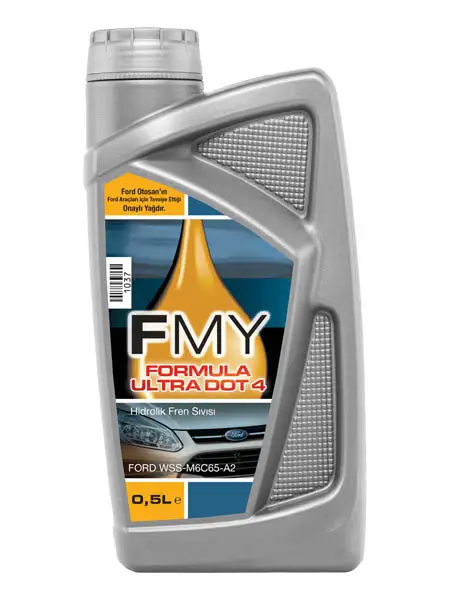 Ford Otosan'ın
Ford Araçları için Tavsiye Ettiği
Onaylı Yağdır.
1037
FMY
FORMULA
ULTRA DOT 4
Hidrolik Fren Sıvısı
Ford
FORD WSS-M6C65-A2
0,5L e